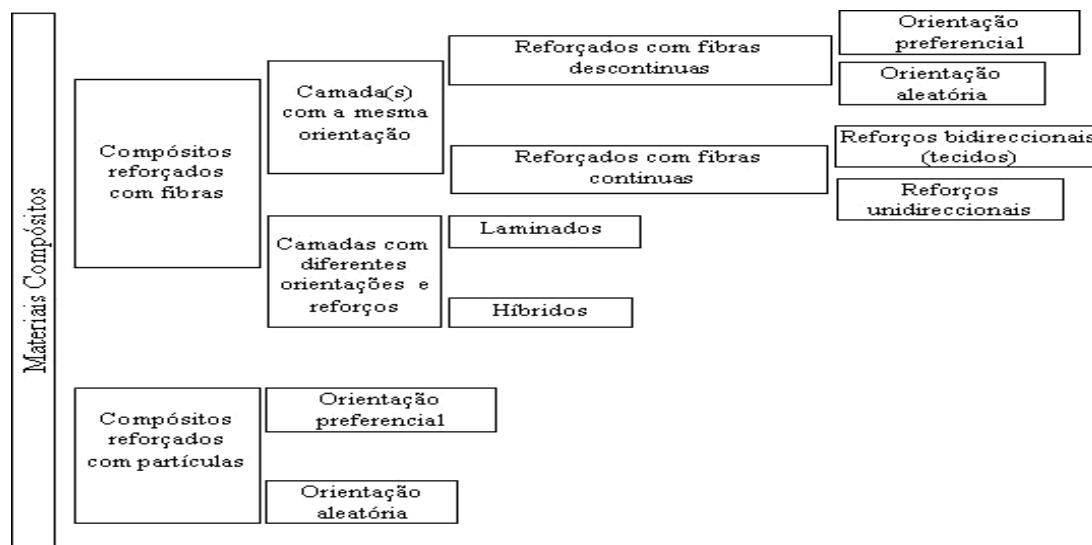 Materiais Compósitos
Compósitos
reforçados
com fibras
Camada(s)
com a mesma
orientação
Reforçados com fibras
descontinuas
Orientação
preferencial
Orientação
aleatória
Reforçados com fibras
continuas
Reforços bidireccionais
(tecidos)
Reforços
unidireccionais
Camadas com
diferentes
orientações e
reforços
Laminados
Híbridos
Compósitos
reforçados
com partículas
Orientação
preferencial
Orientação
aleatória